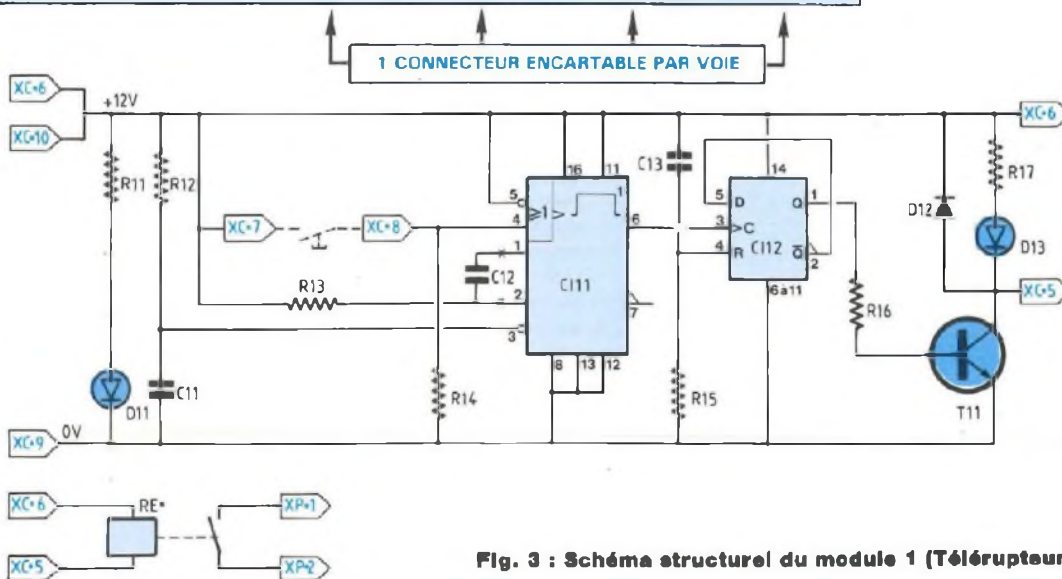 1 CONNECTEUR ENCARTABLE PAR VOIE
XC•6
+12V
XC•10
XC•6
R11
R12
C13
R17
16
11
14
5
4
1
2
3
≥1
1
6
7
CI11
8
13
12
XC•7
XC•8
R13
C12
5
D
Q
1
3
>C
4
R
Q
2
CI12
6à11
D12
D13
XC•5
R16
T11
D11
C11
R14
R15
XC•9
0V
XC•6
RE•
XP•1
XC•5
XP•2
Fig. 3 : Schéma structurel du module 1 (Télérupteur